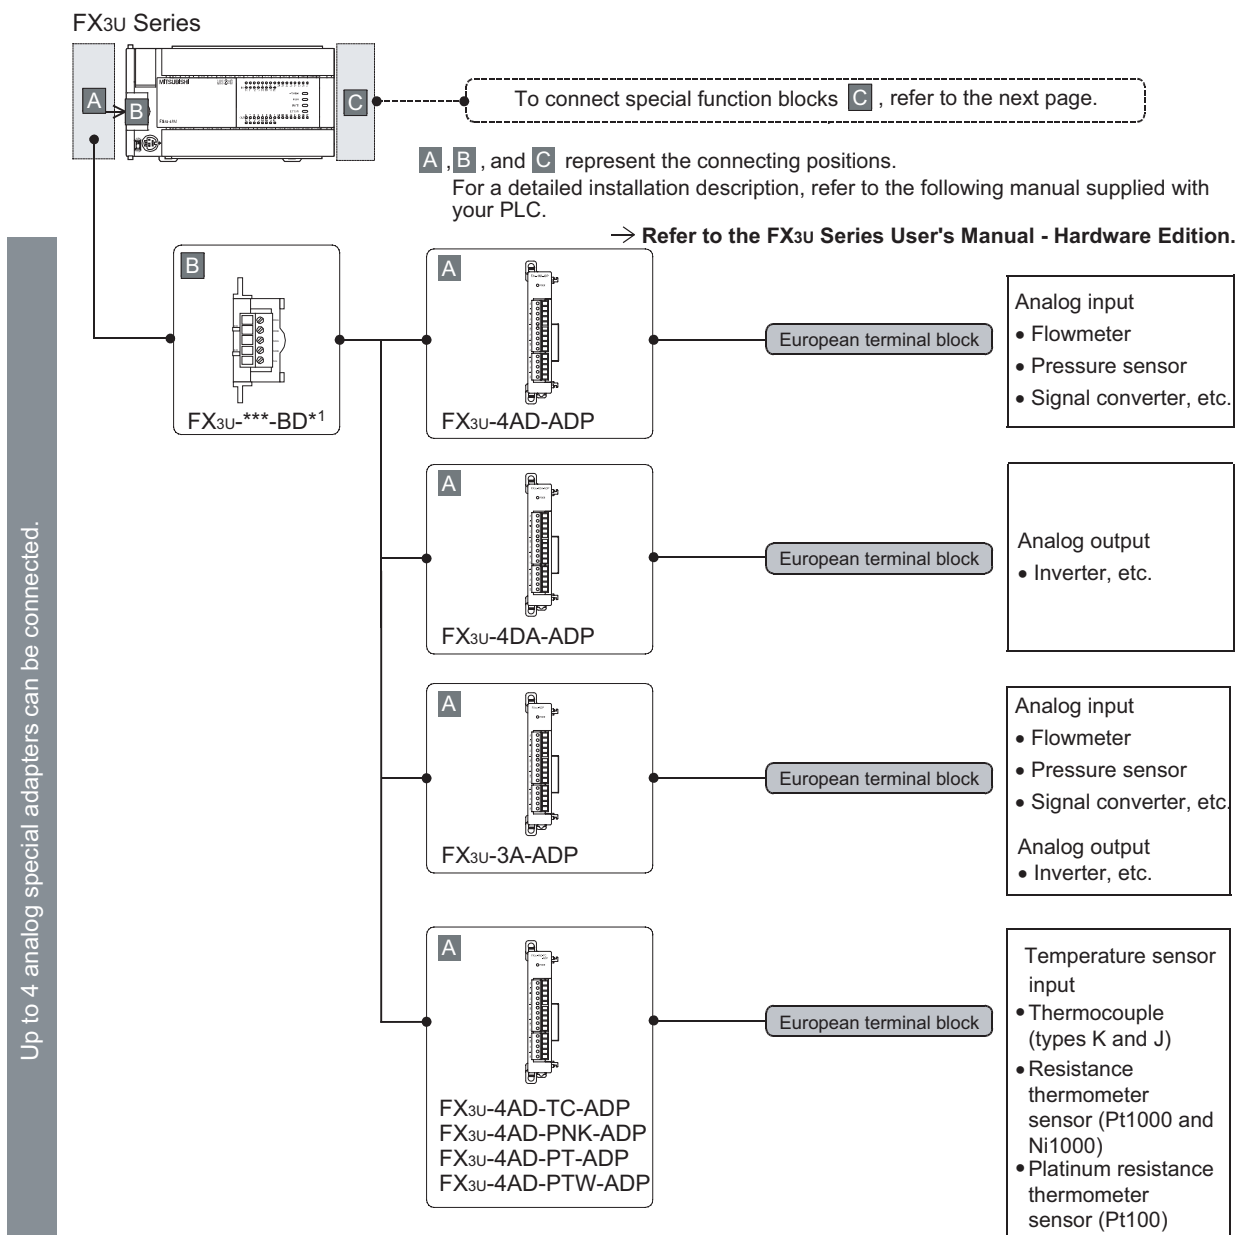 FX3U Series
MITSUBISHI
A
B
C
To connect special function blocks C , refer to the next page.
A , B , and C represent the connecting positions.
For a detailed installation description, refer to the following manual supplied with
your PLC.
→ Refer to the FX3U Series User's Manual - Hardware Edition.
Up to 4 analog special adapters can be connected.
B
FX3U-***-BD*1
A
FX3U-4AD-ADP
European terminal block
Analog input
• Flowmeter
• Pressure sensor
• Signal converter, etc.
A
FX3U-4DA-ADP
European terminal block
Analog output
• Inverter, etc.
A
FX3U-3A-ADP
European terminal block
Analog input
• Flowmeter
• Pressure sensor
• Signal converter, etc.
Analog output
• Inverter, etc.
A
FX3U-4AD-TC-ADP
FX3U-4AD-PNK-ADP
FX3U-4AD-PT-ADP
FX3U-4AD-PTW-ADP
European terminal block
Temperature sensor
input
• Thermocouple
(types K and J)
• Resistance
thermometer
sensor (Pt1000 and
Ni1000)
• Platinum resistance
thermometer
sensor (Pt100)